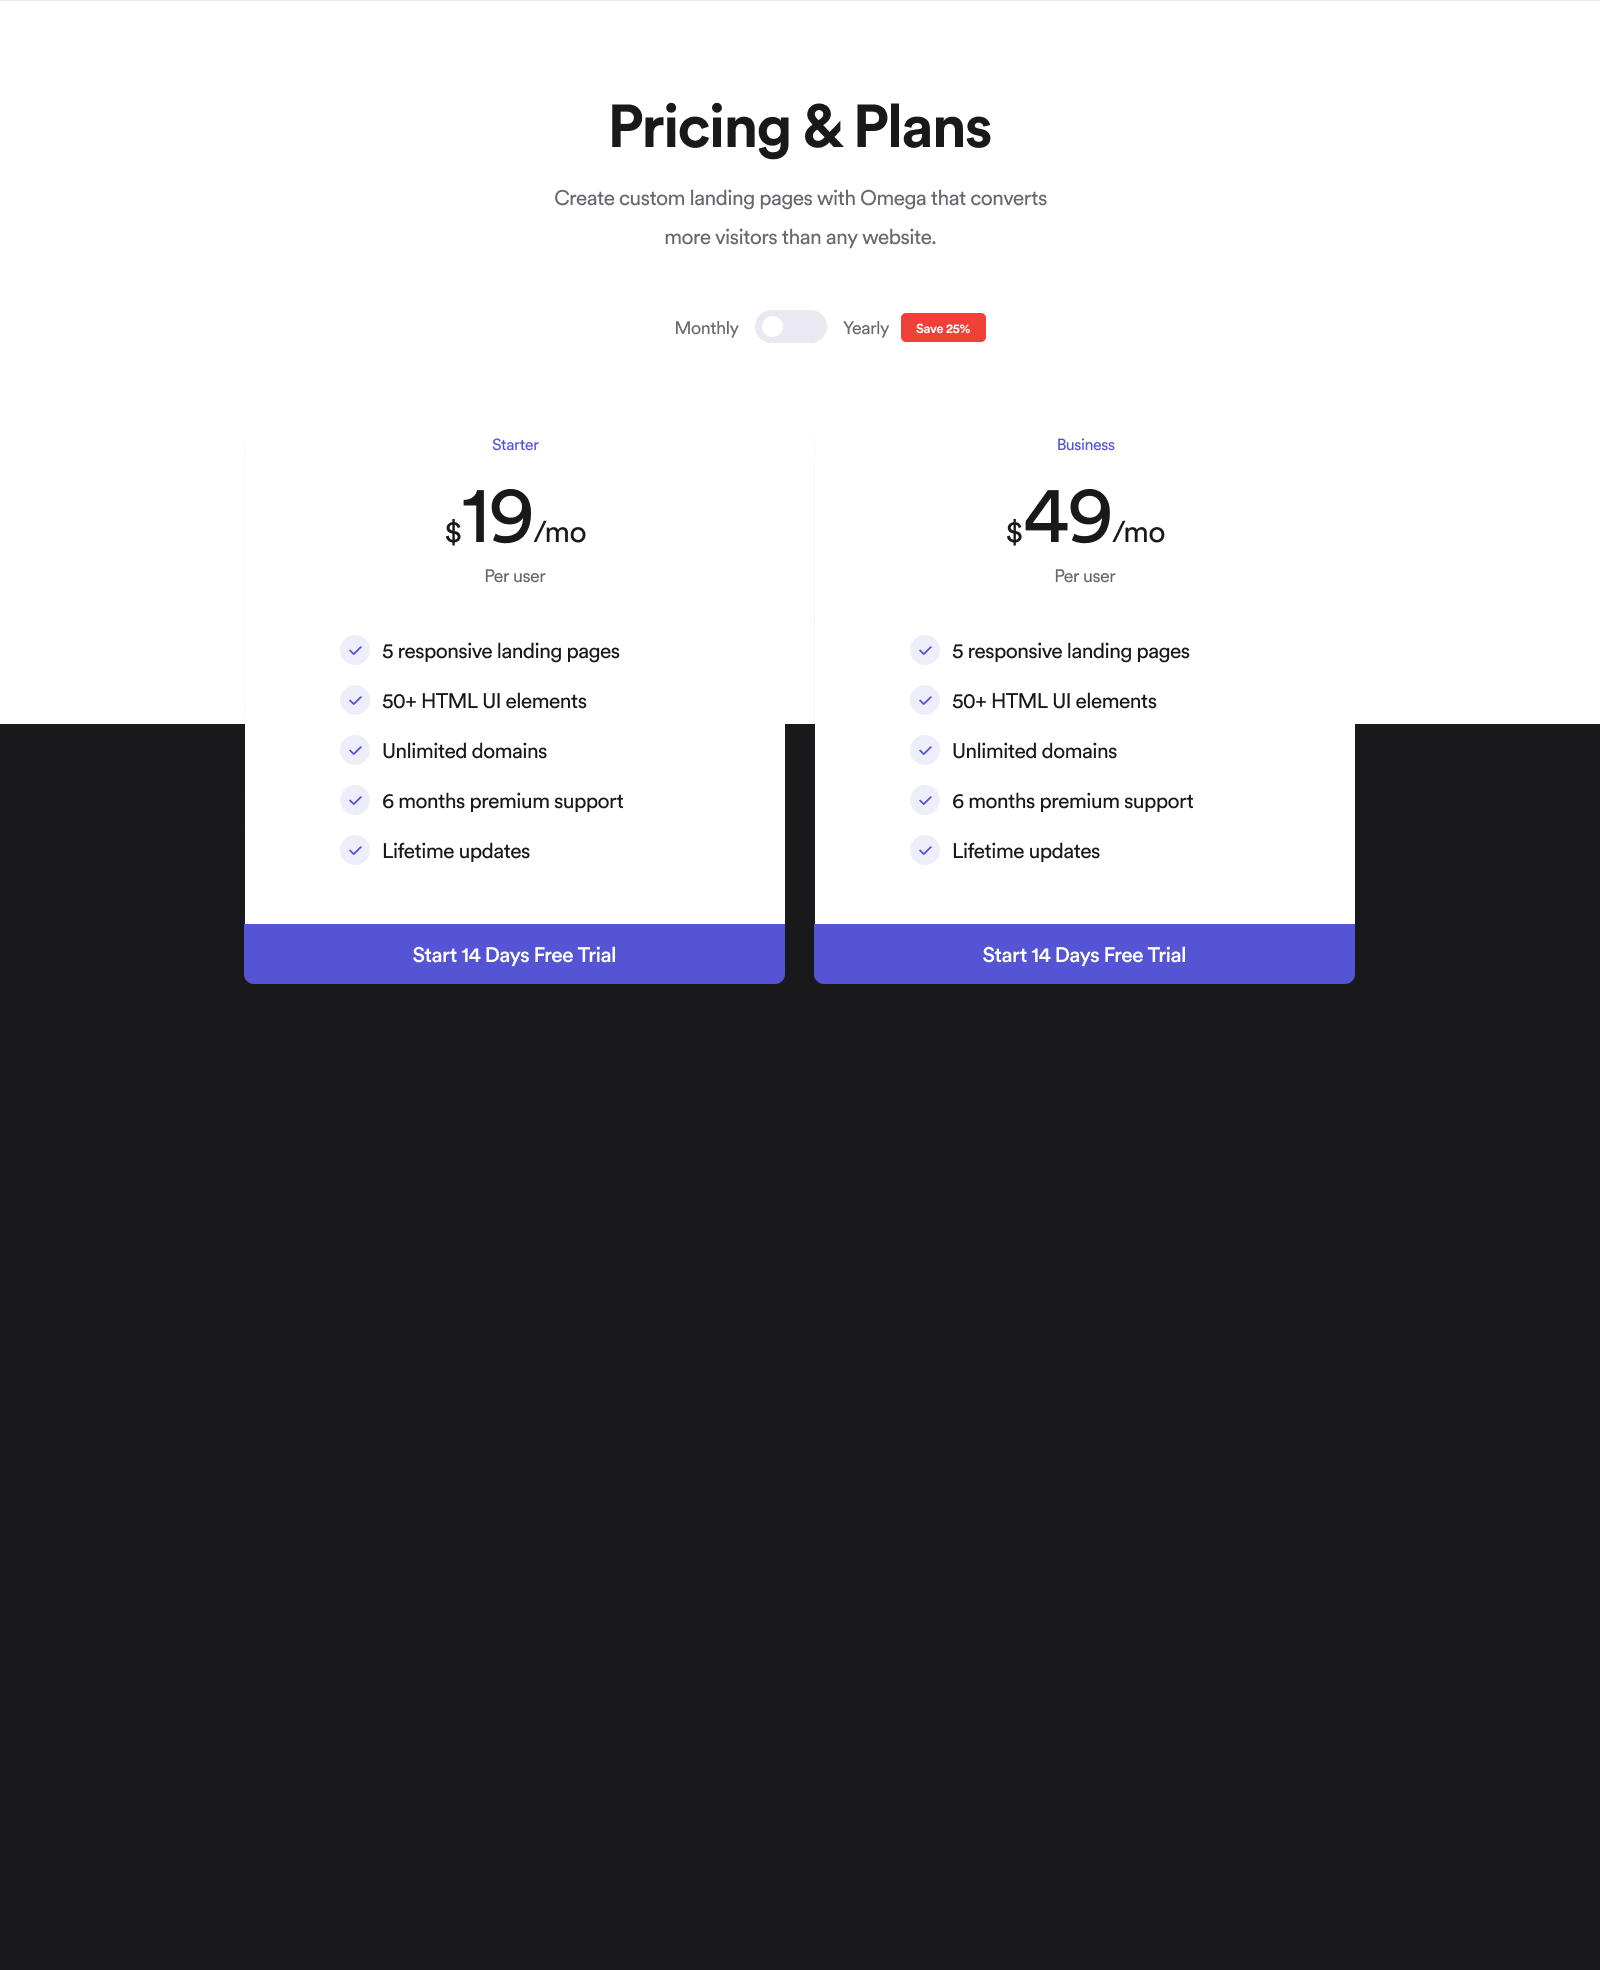 Pricing & Plans
Create custom landing pages with Omega that converts
more visitors than any website.
Monthly Yearly Save 25%
Starter
$19/mo
Per user
5 responsive landing pages
50+ HTML UI elements
Unlimited domains
6 months premium support
Lifetime updates
Start 14 Days Free Trial
Business
$49/mo
Per user
5 responsive landing pages
50+ HTML UI elements
Unlimited domains
6 months premium support
Lifetime updates
Start 14 Days Free Trial